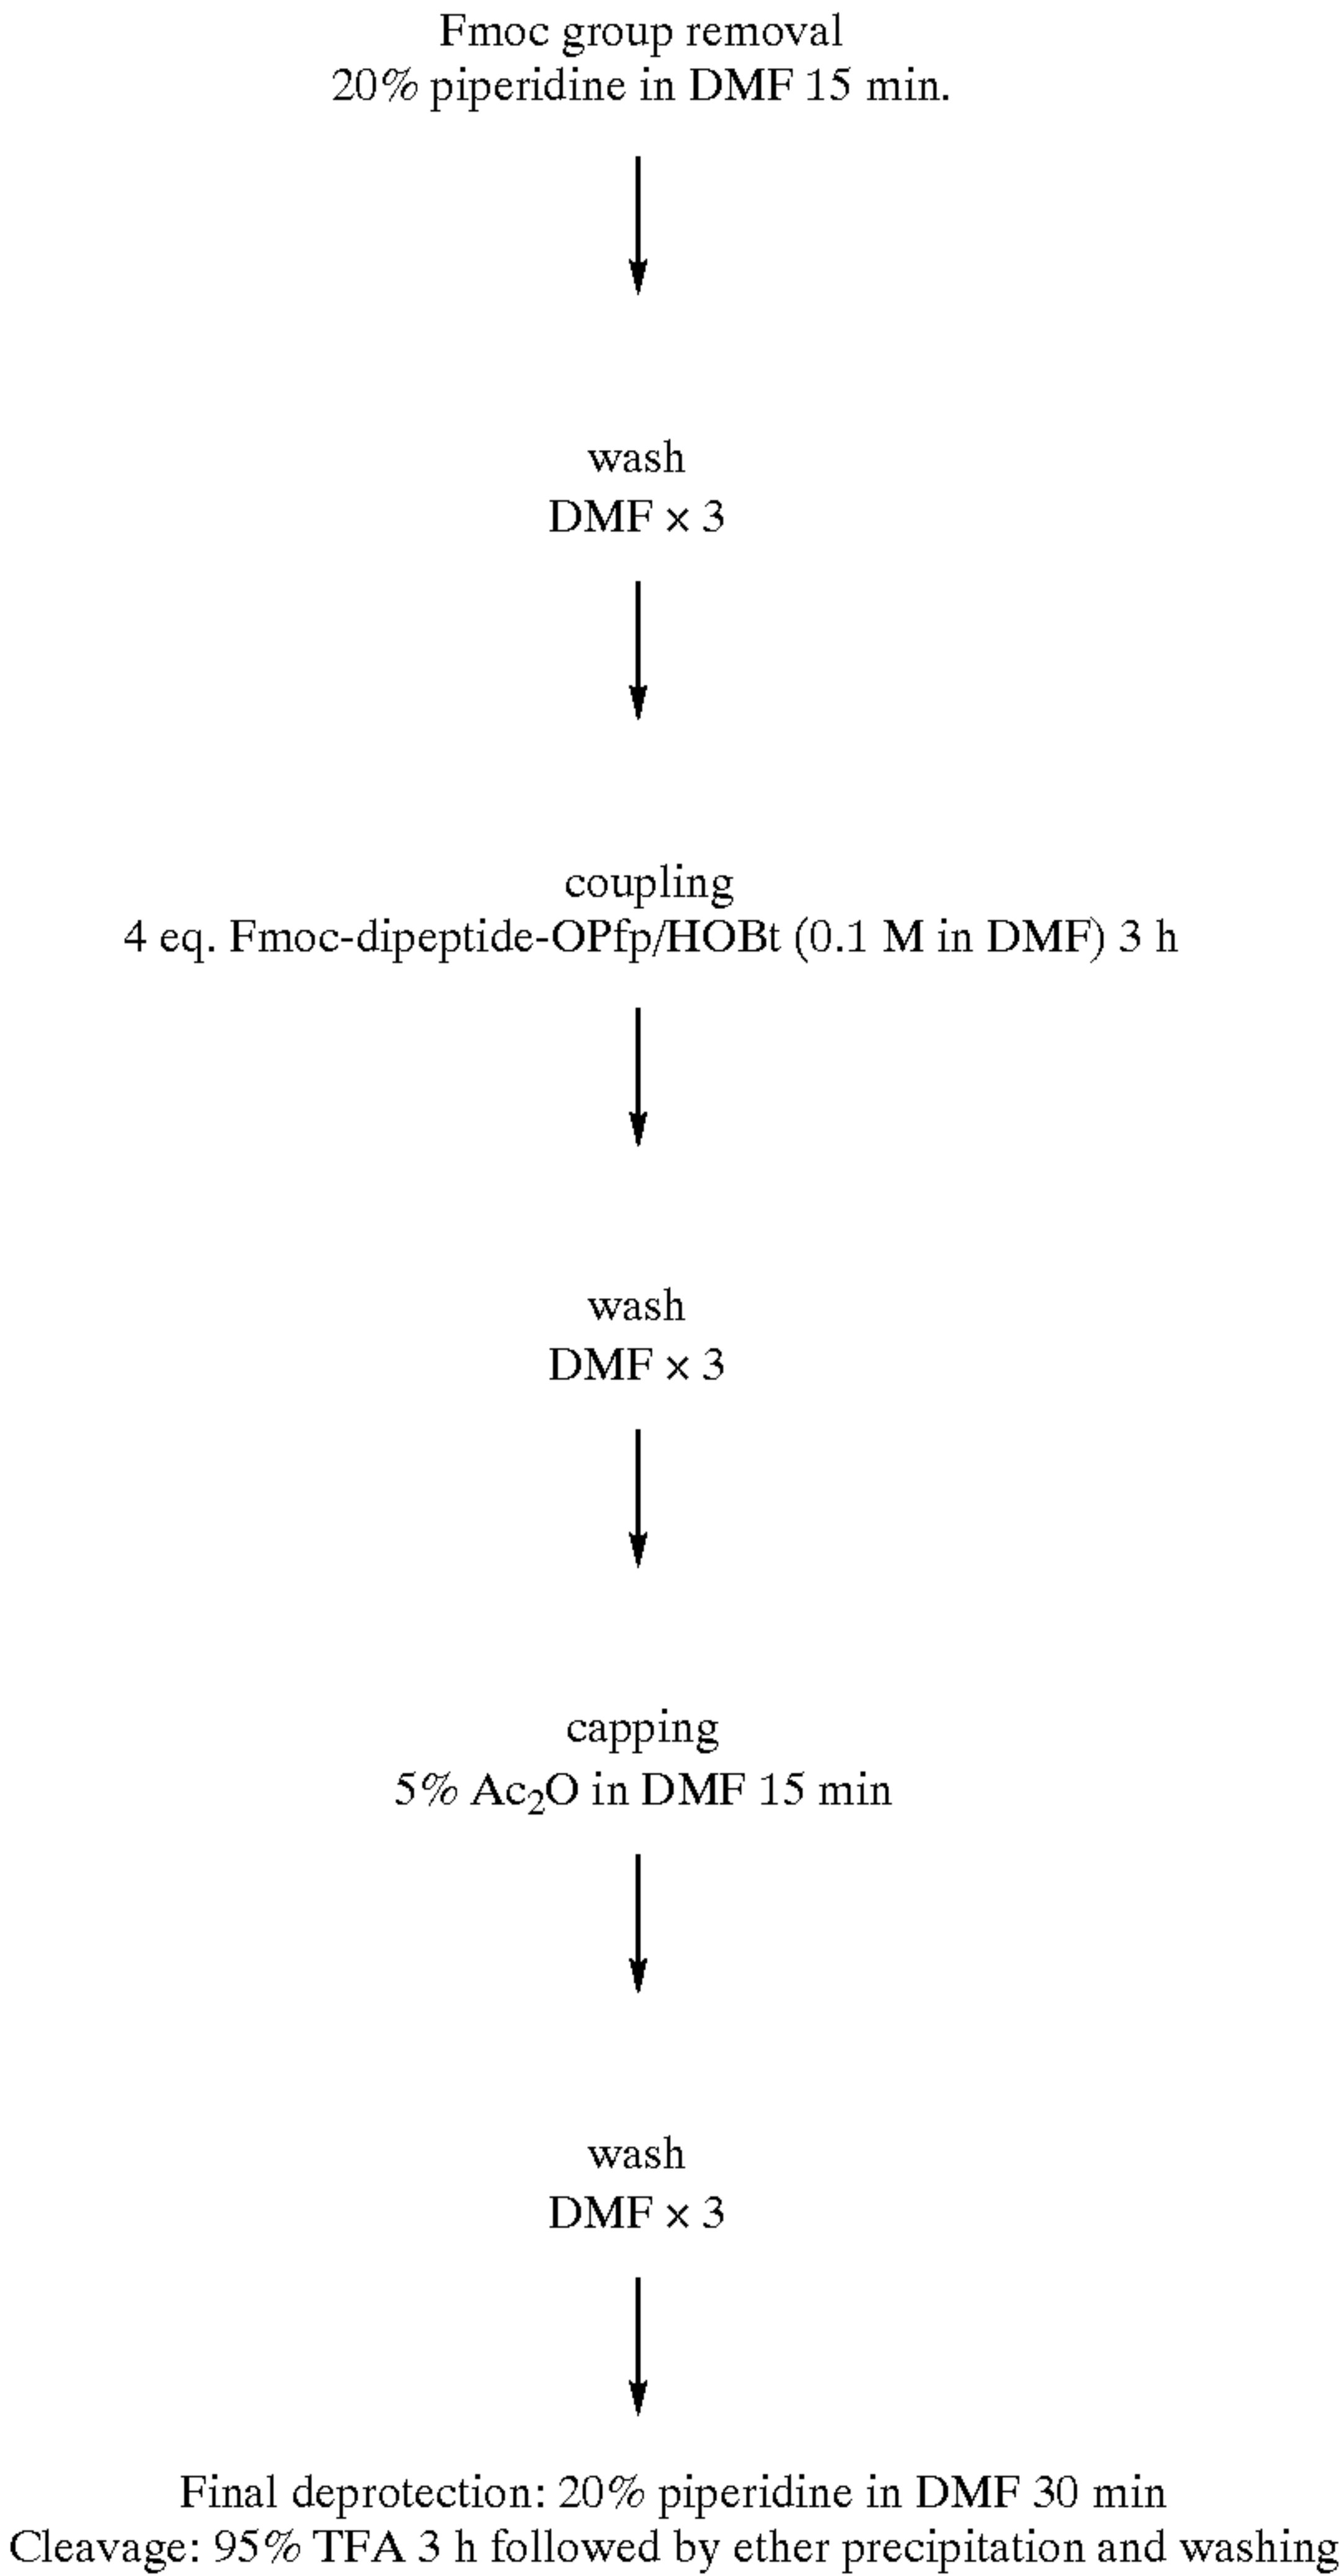 Fmoc group removal
20% piperidine in DMF 15 min.
wash
DMF × 3
coupling
4 eq. Fmoc-dipeptide-OPfp/HOBt (0.1 M in DMF) 3 h
wash
DMF × 3
capping
5% Ac₂O in DMF 15 min
wash
DMF × 3
Final deprotection: 20% piperidine in DMF 30 min
Cleavage: 95% TFA 3 h followed by ether precipitation and washing